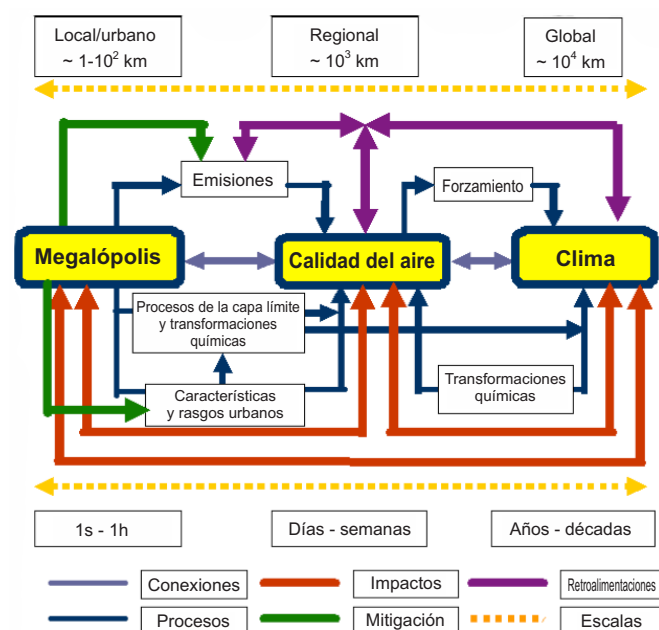 Local/urbano
~ 1-10² km
Regional
~ 10³ km
Global
~ 10⁴ km
Emisiones
Forzamiento
Megalópolis
Calidad del aire
Clima
Procesos de la capa límite
y transformaciones
químicas
Características
y rasgos urbanos
Transformaciones
químicas
1s - 1h
Días - semanas
Años - décadas
Conexiones
Impactos
Retroalimentaciones
Procesos
Mitigación
Escalas